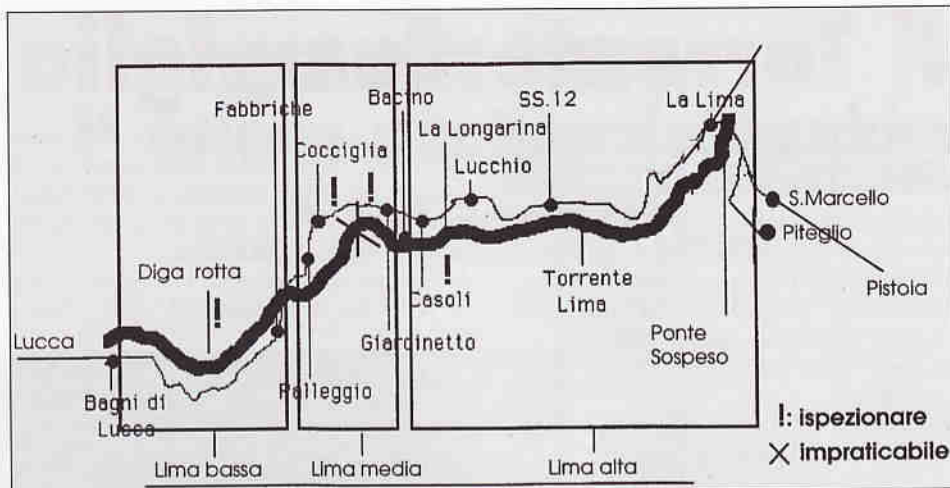 Fabbriche
Bacino
SS.12
La Lima
La Longarina
Cocciglia
!
!
Lucchio
S.Marcello
Piteglio
Diga rotta
!
!
Casoli
Torrente
Lima
Pistoia
Lucca
Giardinetto
Ponte
Sospeso
Palleggio
Bagni di
Lucca
!: ispezionare
X impraticabile
Lima bassa
Lima media
Lima alta